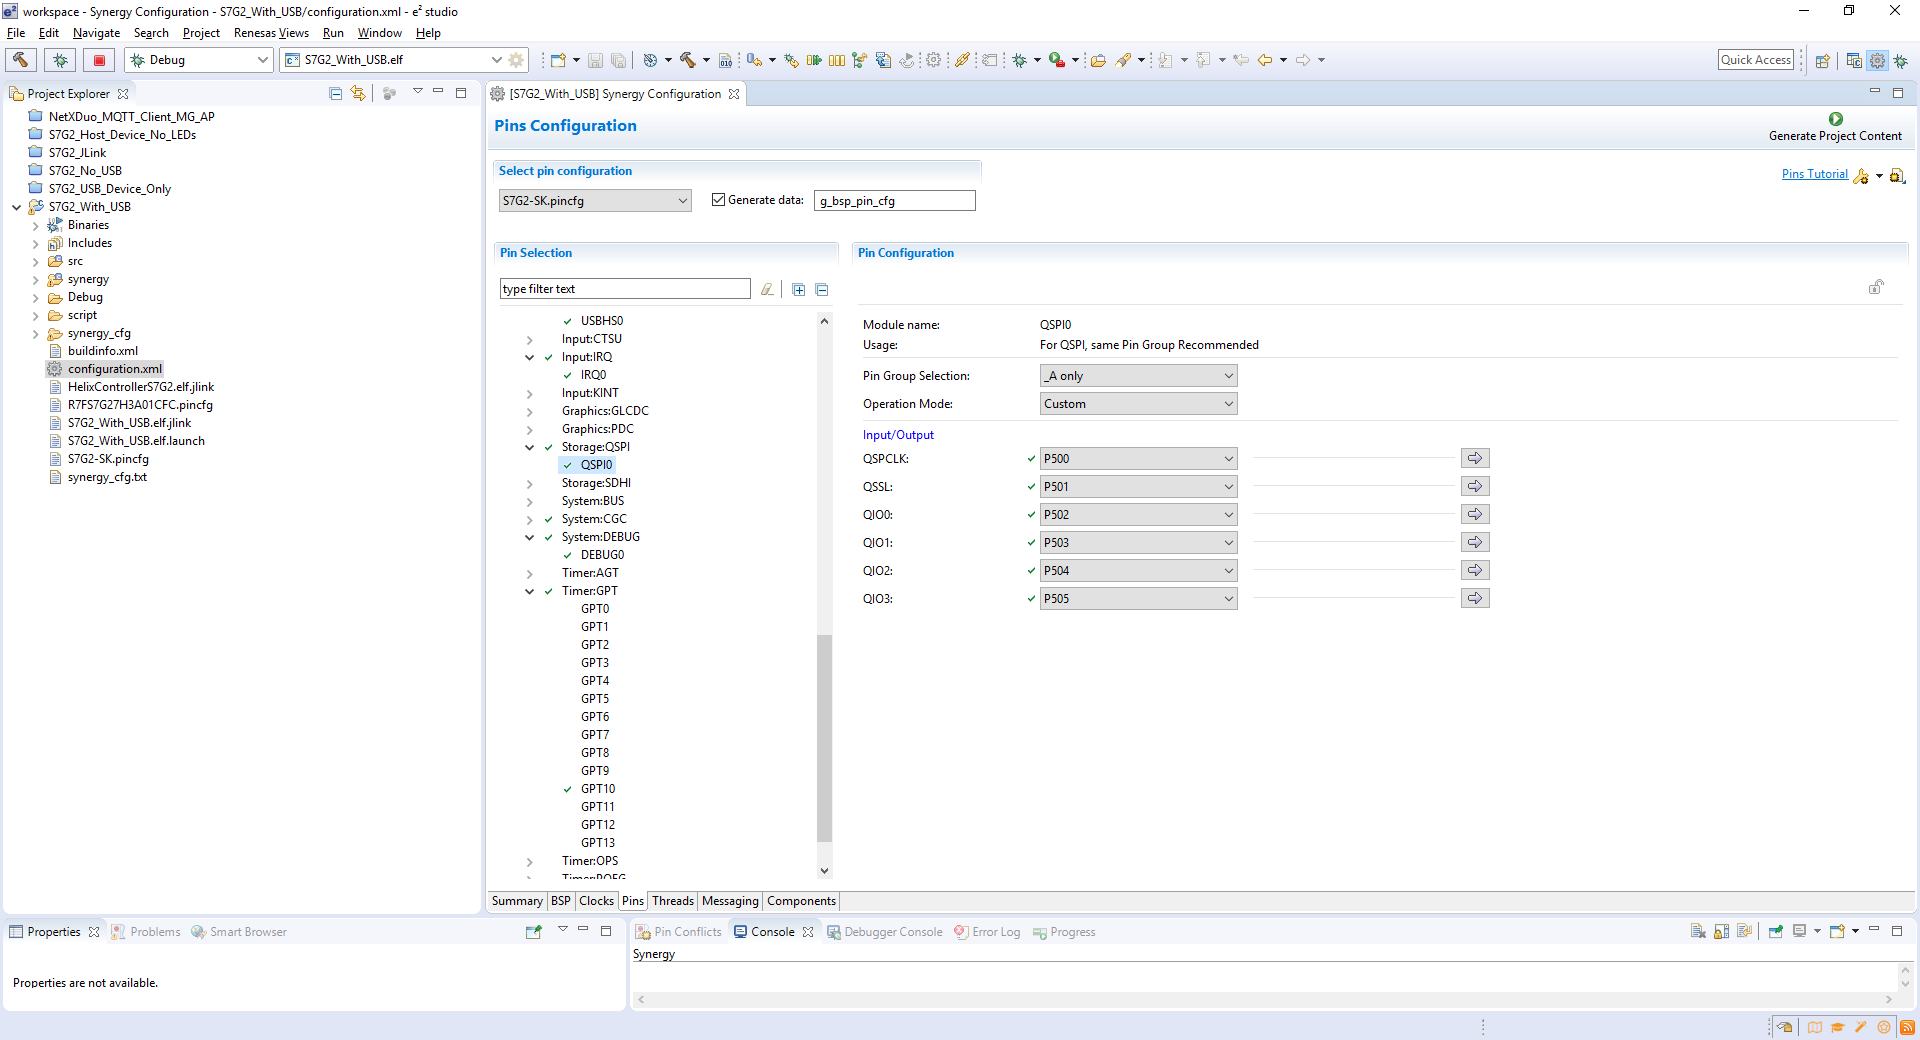 workspace - Synergy Configuration - S7G2_With_USB/configuration.xml - e² studio
File Edit Navigate Search Project Renesas Views Run Window Help
Debug
S7G2_With_USB.elf
Quick Access
Project Explorer
NetXDuo_MQTT_Client_MG_AP
S7G2_Host_Device_No_LEDs
S7G2_JLink
S7G2_No_USB
S7G2_USB_Device_Only
S7G2_With_USB
Binaries
Includes
src
synergy
Debug
script
synergy_cfg
buildinfo.xml
configuration.xml
HelixControllerS7G2.elf.jlink
R7FS7G27H3A01CFC.pincfg
S7G2_With_USB.elf.jlink
S7G2_With_USB.elf.launch
S7G2-SK.pincfg
synergy_cfg.txt
[S7G2_With_USB] Synergy Configuration
Pins Configuration
Generate Project Content
Select pin configuration
Pins Tutorial
S7G2-SK.pincfg
Generate data:
g_bsp_pin_cfg
Pin Selection
type filter text
USBHS0
Input:CTSU
Input:IRQ
IRQ0
Input:KINT
Graphics:GLCDC
Graphics:PDC
Storage:QSPI
QSPI0
Storage:SDHI
System:BUS
System:CGC
System:DEBUG
DEBUG0
Timer:AGT
Timer:GPT
GPT0
GPT1
GPT2
GPT3
GPT4
GPT5
GPT6
GPT7
GPT8
GPT9
GPT10
GPT11
GPT12
GPT13
Timer:OPS
Timer:POEG
Pin Configuration
Module name: QSPI0
Usage: For QSPI, same Pin Group Recommended
Pin Group Selection: _A only
Operation Mode: Custom
Input/Output
QSPCLK: P500
QSSL: P501
QIO0: P502
QIO1: P503
QIO2: P504
QIO3: P505
Summary BSP Clocks Pins Threads Messaging Components
Properties Problems Smart Browser
Properties are not available.
Pin Conflicts Console Debugger Console Error Log Progress
Synergy